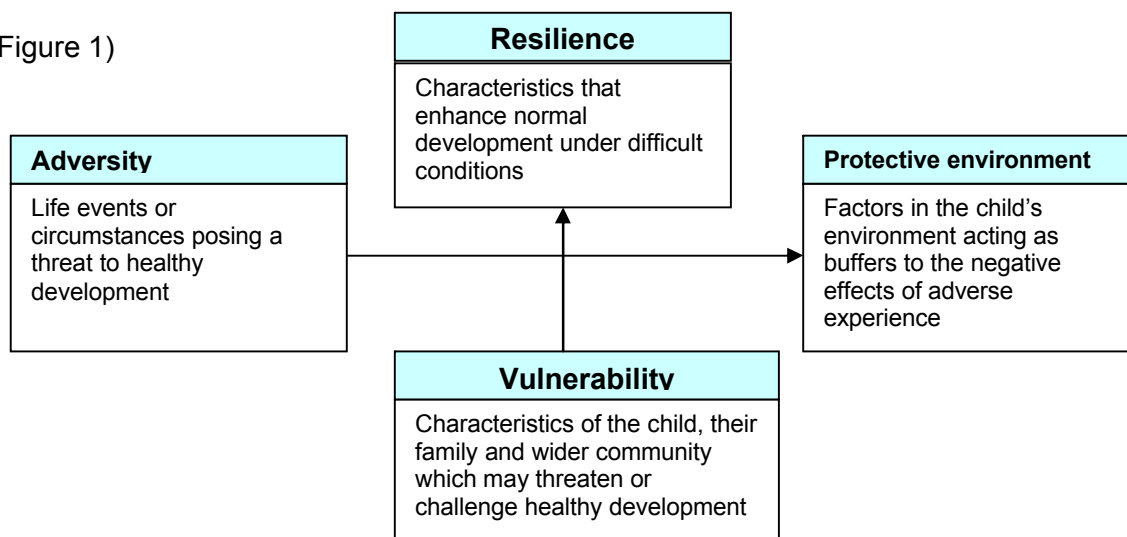 Figure 1)
Resilience
Characteristics that
enhance normal
development under difficult
conditions
Adversity
Life events or
circumstances posing a
threat to healthy
development
Protective environment
Factors in the child’s
environment acting as
buffers to the negative
effects of adverse
experience
Vulnerability
Characteristics of the child, their
family and wider community
which may threaten or
challenge healthy development